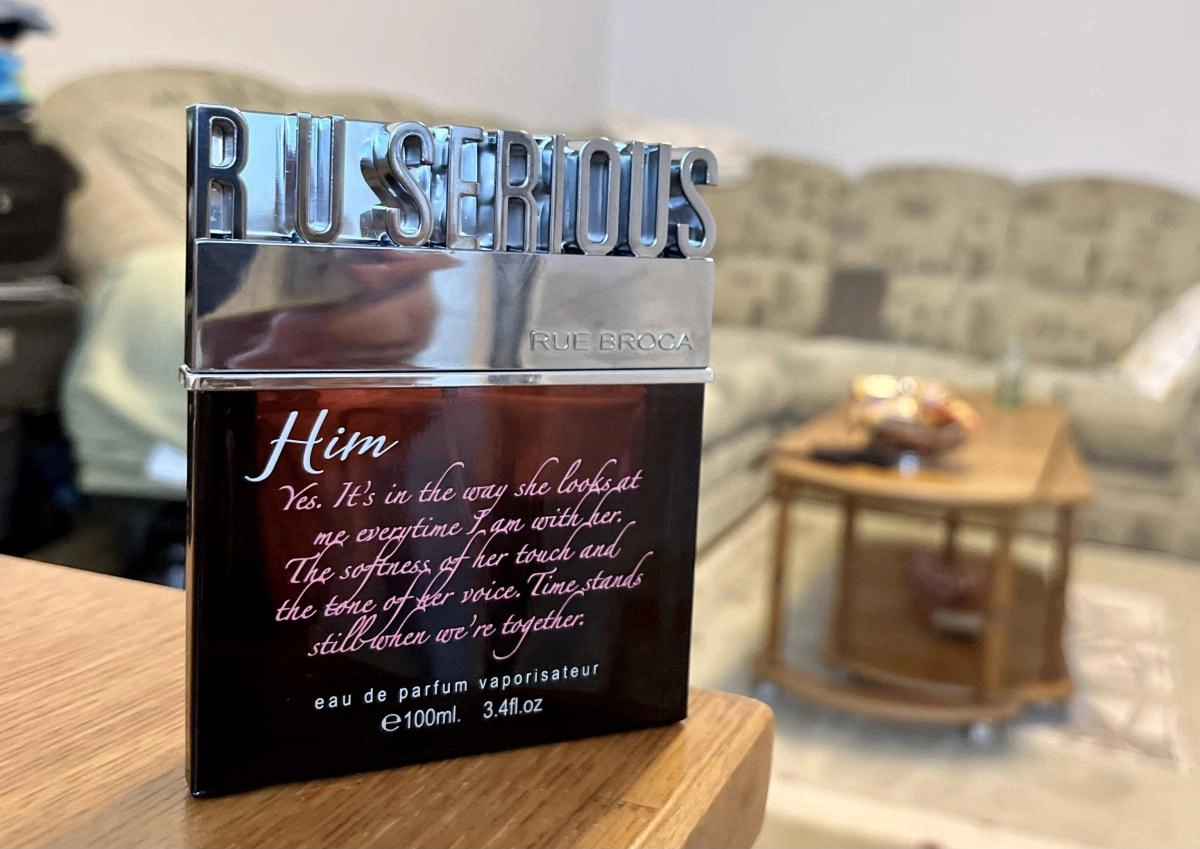 R U SERIOUS
RUE BROCA
Him
Yes. It's in the way she looks at
me everytime I am with her.
The softness of her touch and
the tone of her voice. Time stands
still when we're together.
eau de parfum vaporisateur
℮100ml. 3.4fl.oz